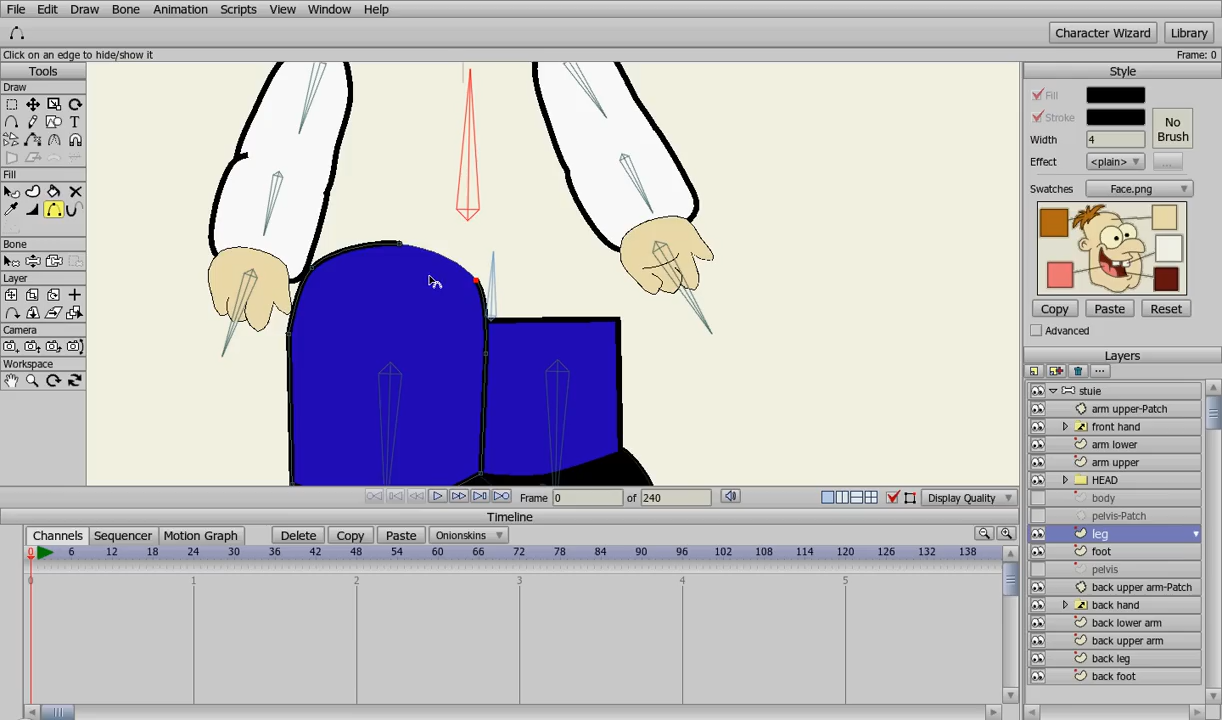 File Edit Draw Bone Animation Scripts View Window Help
Character Wizard Library
Click on an edge to hide/show it Frame: 0
Tools
Draw
T
Fill
Bone
Layer
Camera
Workspace
Style
Fill
Stroke
No Brush
Width 4
Effect <plain> ...
Swatches Face.png
Copy Paste Reset
Advanced
Layers
...
stuie
arm upper-Patch
front hand
arm lower
arm upper
HEAD
body
pelvis-Patch
leg
foot
pelvis
back upper arm-Patch
back hand
back lower arm
back upper arm
back leg
back foot
Frame 0 of 240 Display Quality
Timeline
Channels Sequencer Motion Graph Delete Copy Paste Onionskins
0 6 12 18 24 30 36 42 48 54 60 66 72 78 84 90 96 102 108 114 120 126 132 138
0 1 2 3 4 5